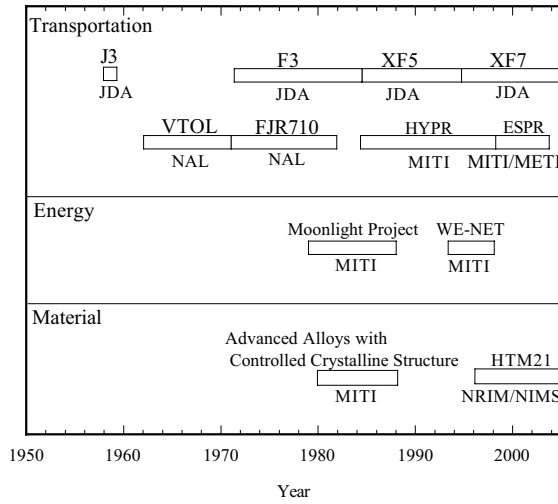 Transportation
J3
F3
XF5
XF7
JDA
JDA
JDA
JDA
VTOL
FJR710
HYPR
ESPR
NAL
NAL
MITI
MITI/METI
Energy
Moonlight Project
WE-NET
MITI
MITI
Material
Advanced Alloys with
Controlled Crystalline Structure
HTM21
MITI
NRIM/NIMS
1950
1960
1970
1980
1990
2000
Year